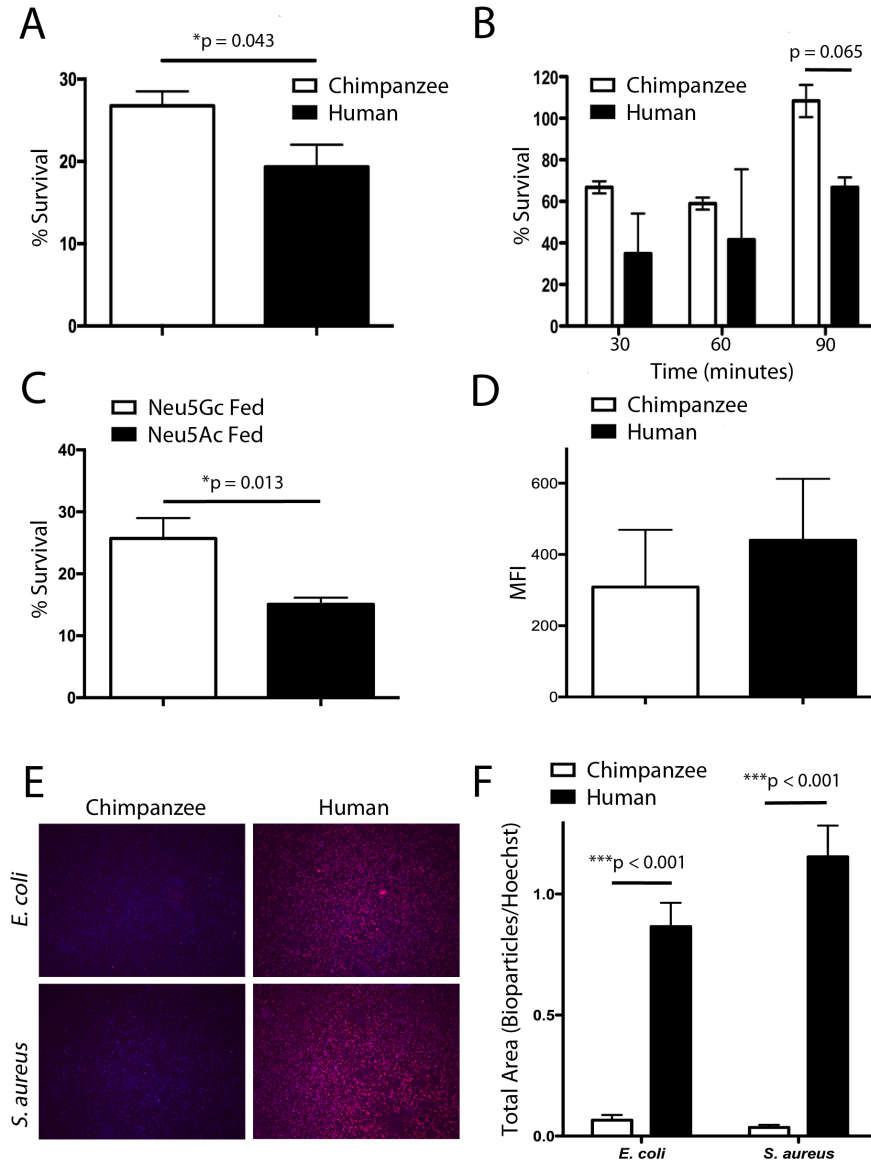 A
*p = 0.043
Chimpanzee
Human
% Survival
30
20
10
0
B
p = 0.065
Chimpanzee
Human
% Survival
120
100
80
60
40
20
0
30 60 90
Time (minutes)
C
Neu5Gc Fed
Neu5Ac Fed
*p = 0.013
% Survival
40
30
20
10
0
D
Chimpanzee
Human
MFI
600
400
200
0
E
Chimpanzee Human
E. coli
S. aureus
F
Chimpanzee
Human
***p < 0.001
***p < 0.001
Total Area (Bioparticles/Hoechst)
1.0
0.5
0.0
E. coli S. aureus